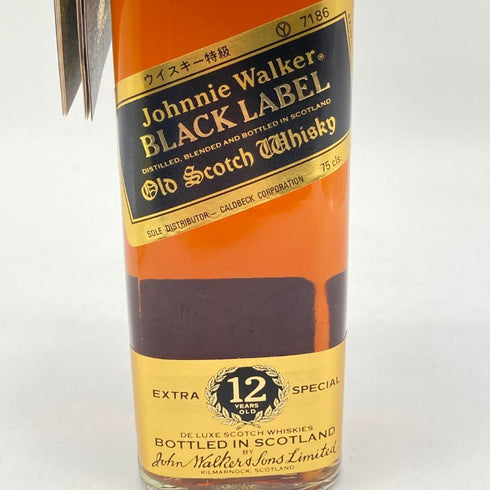 Ⓨ 7186
ウイスキー特級
Johnnie Walker®
BLACK LABEL
DISTILLED, BLENDED AND BOTTLED IN SCOTLAND
Old Scotch Whisky
75 cls.
SOLE DISTRIBUTOR— CALDBECK CORPORATION
EXTRA 12 SPECIAL
YEARS
OLD
DE LUXE SCOTCH WHISKIES
BOTTLED IN SCOTLAND
BY
John Walker & Sons Limited
KILMARNOCK, SCOTLAND